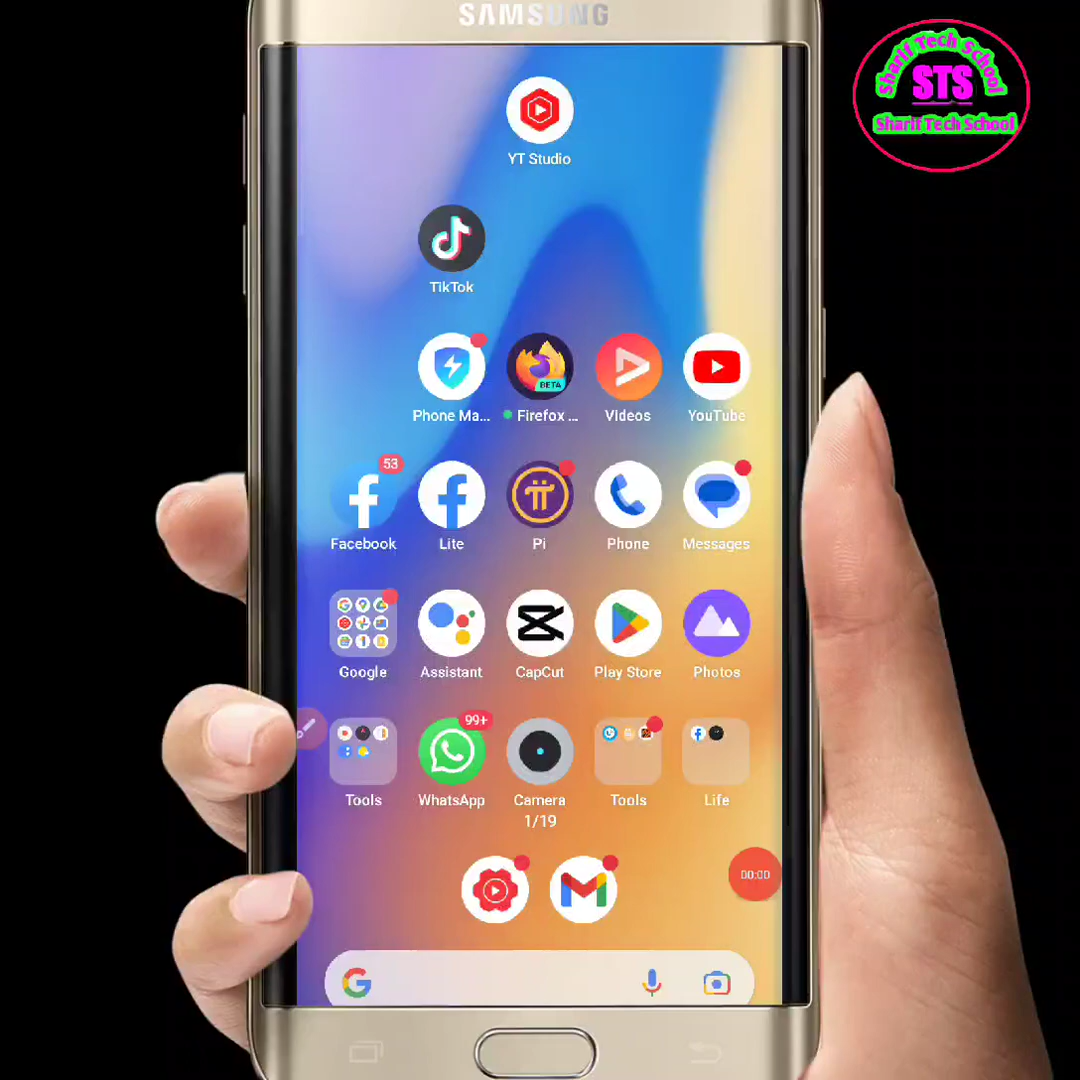 SAMSUNG
Sharif Tech School
STS
Sharif Tech School
YT Studio
TikTok
Phone Ma...
Firefox ...
Videos
YouTube
BETA
53
Facebook
Lite
Pi
Phone
Messages
Google
Assistant
CapCut
Play Store
Photos
99+
Tools
WhatsApp
Camera
Tools
Life
1/19
00:00